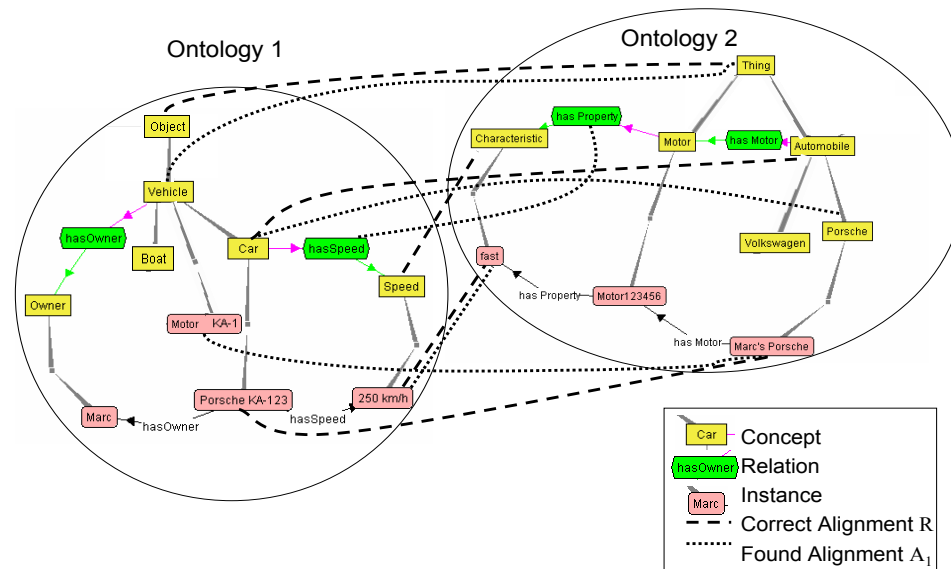 Ontology 1
Ontology 2
Object
Vehicle
hasOwner
Boat
Car
hasSpeed
Speed
Owner
Motor KA-1
Marc
hasOwner
Porsche KA-123
hasSpeed
250 km/h
Thing
Characteristic
has Property
Motor
has Motor
Automobile
Volkswagen
Porsche
fast
has Property
Motor123456
has Motor
Marc's Porsche
Car
Concept
hasOwner
Relation
Marc
Instance
Correct Alignment R
Found Alignment A₁